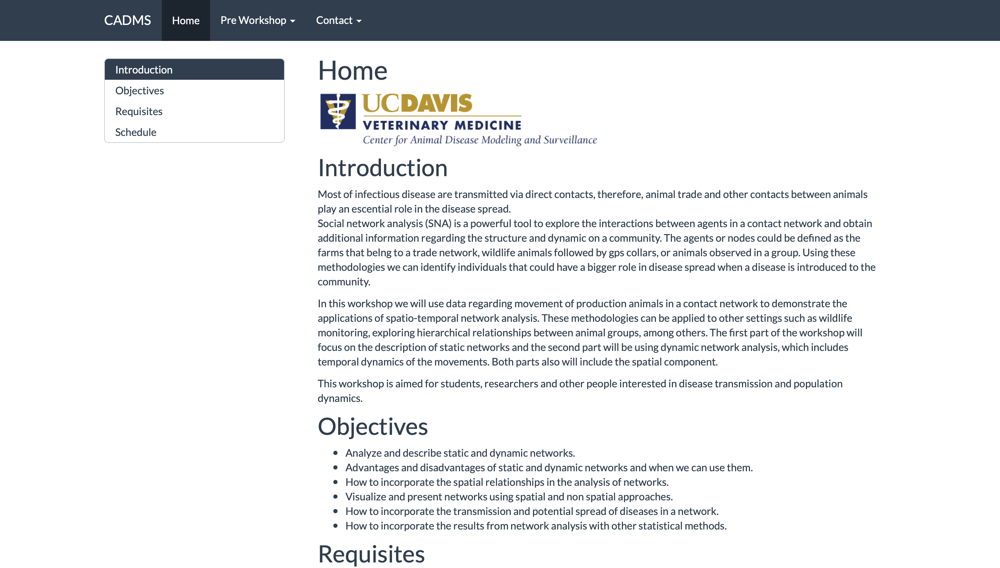 CADMS
Home
Pre Workshop
Contact
Introduction
Objectives
Requisites
Schedule
Home
UCDAVIS
VETERINARY MEDICINE
Center for Animal Disease Modeling and Surveillance
Introduction
Most of infectious disease are transmitted via direct contacts, therefore, animal trade and other contacts between animals
play an escential role in the disease spread.
Social network analysis (SNA) is a powerful tool to explore the interactions between agents in a contact network and obtain
additional information regarding the structure and dynamic on a community. The agents or nodes could be defined as the
farms that belng to a trade network, wildlife animals followed by gps collars, or animals observed in a group. Using these
methodologies we can identify individuals that could have a bigger role in disease spread when a disease is introduced to the
community.
In this workshop we will use data regarding movement of production animals in a contact network to demonstrate the
applications of spatio-temporal network analysis. These methodologies can be applied to other settings such as wildlife
monitoring, exploring hierarchical relationships between animal groups, among others. The first part of the workshop will
focus on the description of static networks and the second part will be using dynamic network analysis, which includes
temporal dynamics of the movements. Both parts also will include the spatial component.
This workshop is aimed for students, researchers and other people interested in disease transmission and population
dynamics.
Objectives
• Analyze and describe static and dynamic networks.
• Advantages and disadvantages of static and dynamic networks and when we can use them.
• How to incorporate the spatial relationships in the analysis of networks.
• Visualize and present networks using spatial and non spatial approaches.
• How to incorporate the transmission and potential spread of diseases in a network.
• How to incorporate the results from network analysis with other statistical methods.
Requisites